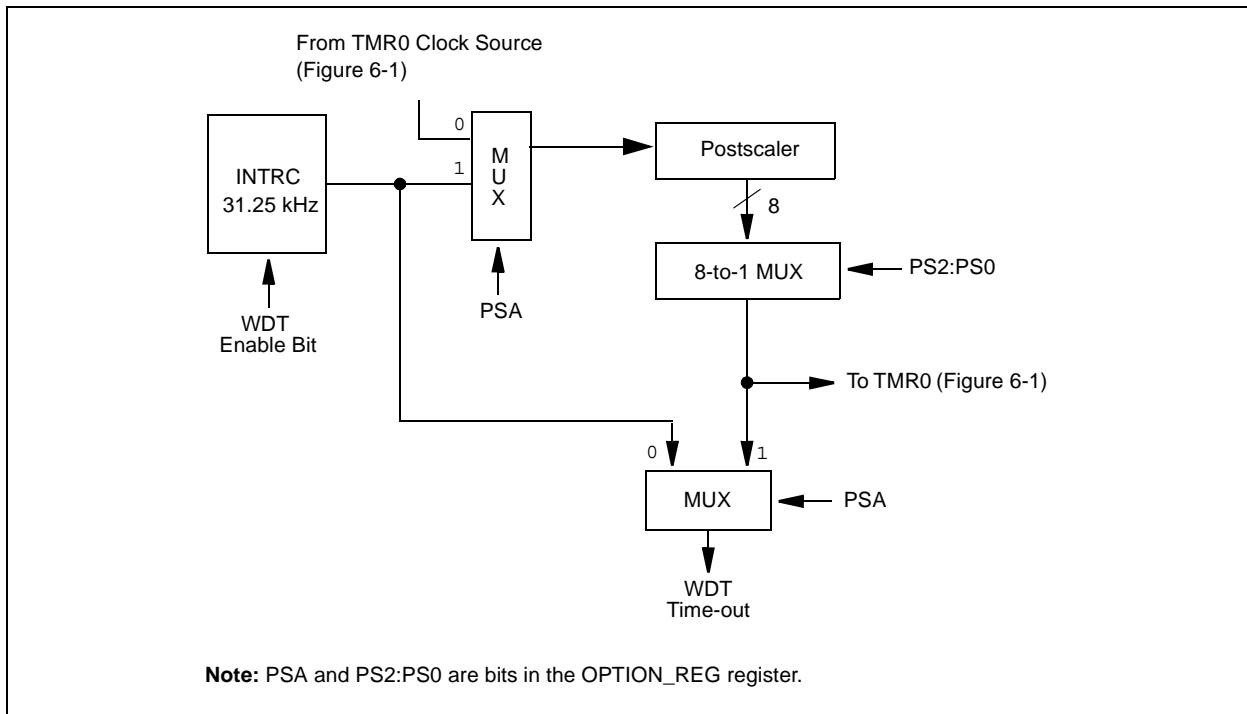 From TMR0 Clock Source
(Figure 6-1)
0
1
M
U
X
Postscaler
INTRC
31.25 kHz
8
8-to-1 MUX
PS2:PS0
PSA
WDT
Enable Bit
To TMR0 (Figure 6-1)
0
1
MUX
PSA
WDT
Time-out
Note: PSA and PS2:PS0 are bits in the OPTION_REG register.